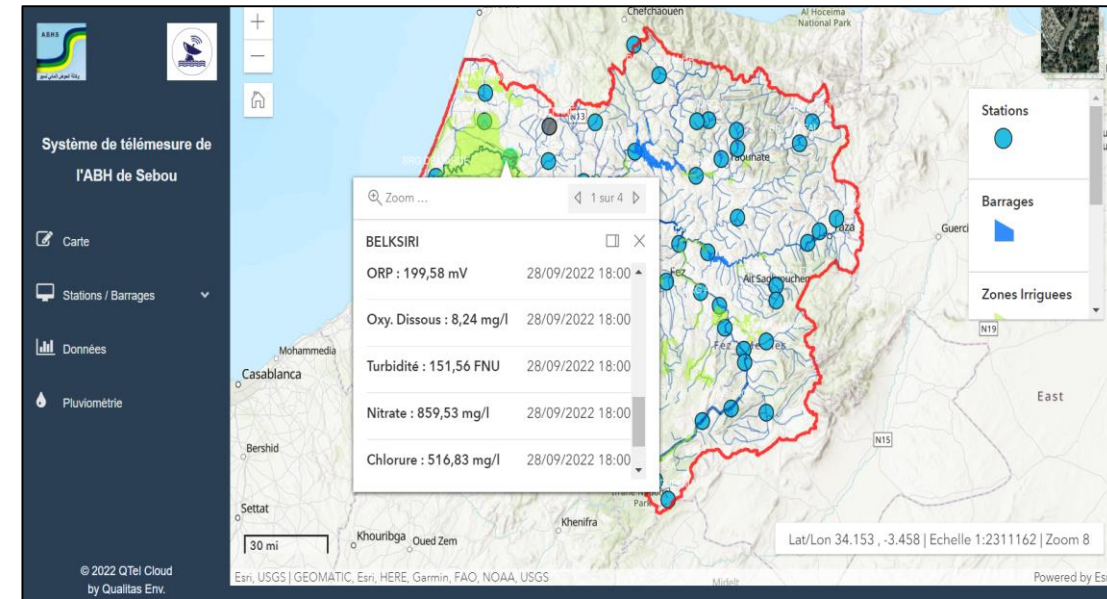 ABHS
Système de télémesure de
l'ABH de Sebou
Carte
Stations / Barrages
Données
Pluviométrie
© 2022 QTel Cloud
by Qualitas Env.
+
−
Chefchaouen
Al Hoceima
National Park
N13
Taounate
Taza
Guerci
Fez
Ait Saghrouchen
Mohammedia
Casablanca
Bershid
Settat
Khouribga
Oued Zem
Khenifra
Midelt
East
N19
N15
30 mi
Zoom ...
1 sur 4
BELKSIRI
ORP : 199,58 mV 28/09/2022 18:00
Oxy. Dissous : 8,24 mg/l 28/09/2022 18:00
Turbidité : 151,56 FNU 28/09/2022 18:00
Nitrate : 859,53 mg/l 28/09/2022 18:00
Chlorure : 516,83 mg/l 28/09/2022 18:00
Stations
Barrages
Zones Irriguees
Lat/Lon 34.153 , -3.458 | Echelle 1:2311162 | Zoom 8
Esri, USGS | GEOMATIC, Esri, HERE, Garmin, FAO, NOAA, USGS
Powered by Esri